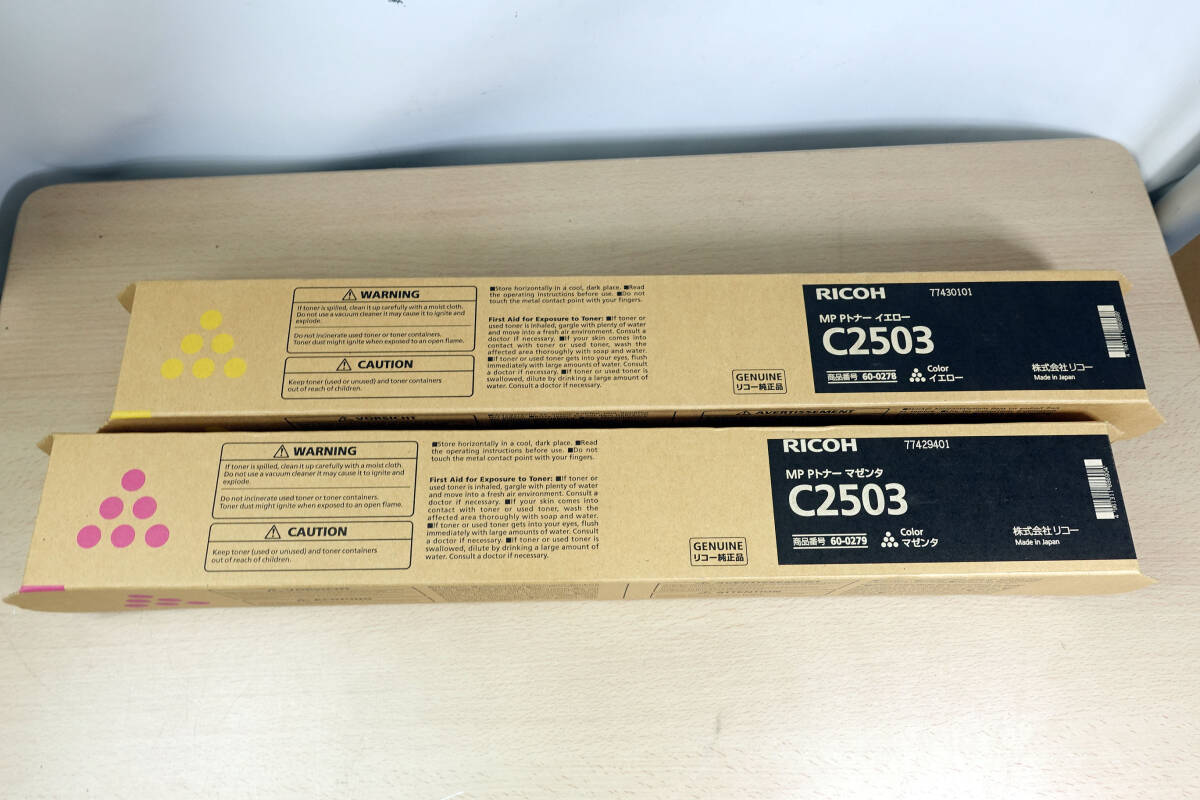 WARNING
If toner is spilled, clean it up carefully with a moist cloth.
Do not use a vacuum cleaner it may cause it to ignite and
explode.
Do not incinerate used toner or toner containers.
Toner dust might ignite when exposed to an open flame.
CAUTION
Keep toner (used or unused) and toner containers
out of reach of children.
■Store horizontally in a cool, dark place. ■Read
the operating instructions before use. ■Do not
touch the metal contact point with your fingers.
First Aid for Exposure to Toner: ■If toner or
used toner is inhaled, gargle with plenty of water
and move into a fresh air environment. Consult a
doctor if necessary. ■If your skin comes into
contact with toner or used toner, wash the
affected area thoroughly with soap and water.
■If toner or used toner gets into your eyes, flush
immediately with large amounts of water. Consult
a doctor if necessary. ■If toner or used toner is
swallowed, dilute by drinking a large amount of
water. Consult a doctor if necessary.
GENUINE
リコー純正品
RICOH 77430101
MP Pトナー イエロー
C2503
商品番号 60-0278 Color イエロー
株式会社リコー
Made in Japan
VORSICHT
AVERTISSEMENT
WARNING
If toner is spilled, clean it up carefully with a moist cloth.
Do not use a vacuum cleaner it may cause it to ignite and
explode.
Do not incinerate used toner or toner containers.
Toner dust might ignite when exposed to an open flame.
CAUTION
Keep toner (used or unused) and toner containers
out of reach of children.
■Store horizontally in a cool, dark place. ■Read
the operating instructions before use. ■Do not
touch the metal contact point with your fingers.
First Aid for Exposure to Toner: ■If toner or
used toner is inhaled, gargle with plenty of water
and move into a fresh air environment. Consult a
doctor if necessary. ■If your skin comes into
contact with toner or used toner, wash the
affected area thoroughly with soap and water.
■If toner or used toner gets into your eyes, flush
immediately with large amounts of water. Consult
a doctor if necessary. ■If toner or used toner is
swallowed, dilute by drinking a large amount of
water. Consult a doctor if necessary.
GENUINE
リコー純正品
RICOH 77429401
MP Pトナー マゼンタ
C2503
商品番号 60-0279 Color マゼンタ
株式会社リコー
Made in Japan
ATTENTION